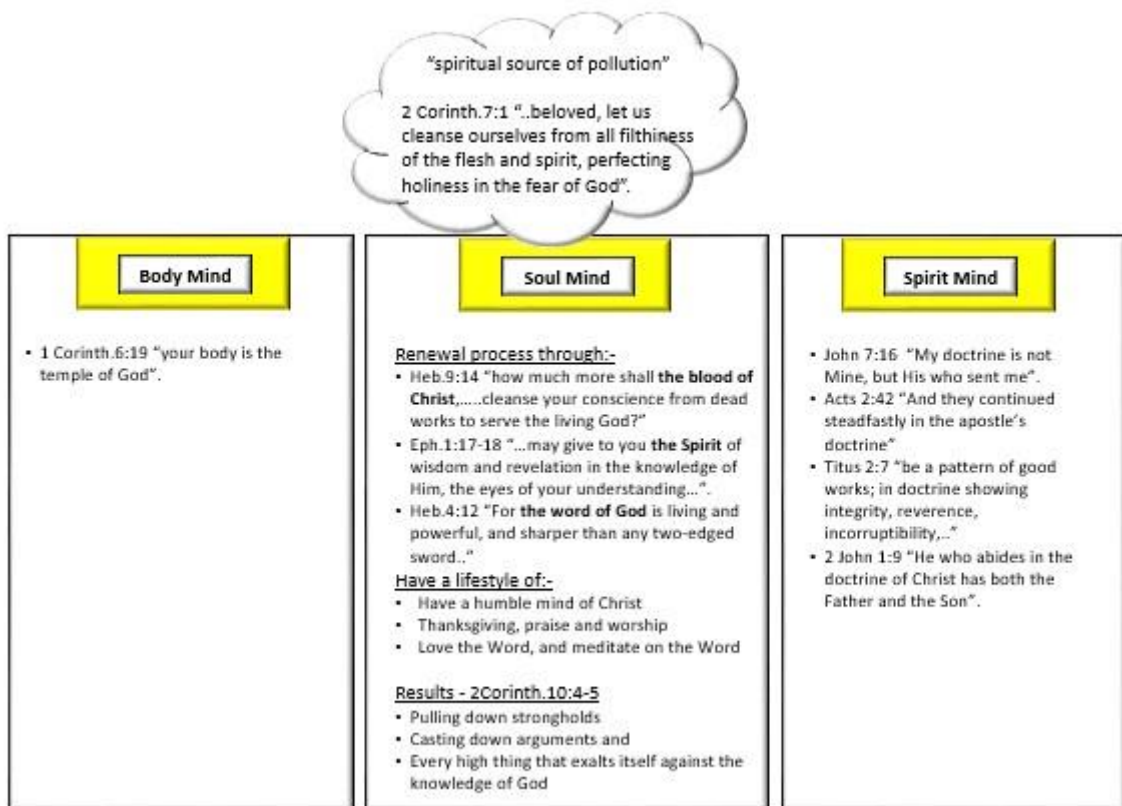 "spiritual source of pollution"
2 Corinth.7:1 "..beloved, let us
cleanse ourselves from all filthiness
of the flesh and spirit, perfecting
holiness in the fear of God".
Body Mind
▪ 1 Corinth.6:19 "your body is the
temple of God".
Soul Mind
Renewal process through:-
▪ Heb.9:14 "how much more shall the blood of
Christ,…..cleanse your conscience from dead
works to serve the living God?"
▪ Eph.1:17-18 "…may give to you the Spirit of
wisdom and revelation in the knowledge of
Him, the eyes of your understanding…".
▪ Heb.4:12 "For the word of God is living and
powerful, and sharper than any two-edged
sword.."
Have a lifestyle of:-
▪ Have a humble mind of Christ
▪ Thanksgiving, praise and worship
▪ Love the Word, and meditate on the Word
Results - 2Corinth.10:4-5
▪ Pulling down strongholds
▪ Casting down arguments and
▪ Every high thing that exalts itself against the
knowledge of God
Spirit Mind
▪ John 7:16 "My doctrine is not
Mine, but His who sent me".
▪ Acts 2:42 "And they continued
steadfastly in the apostle's
doctrine"
▪ Titus 2:7 "be a pattern of good
works; in doctrine showing
integrity, reverence,
incorruptibility,.."
▪ 2 John 1:9 "He who abides in the
doctrine of Christ has both the
Father and the Son".